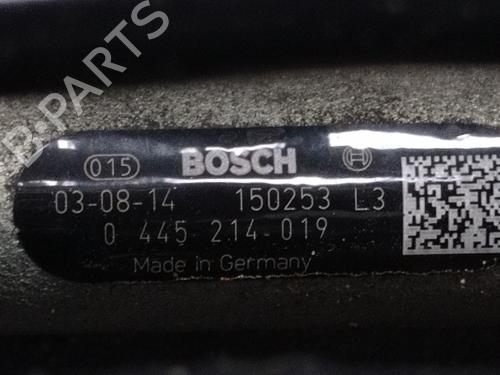 B-PARTS
015 BOSCH
03-08-14 150253 L3
0 445 214 019
Made in Germany